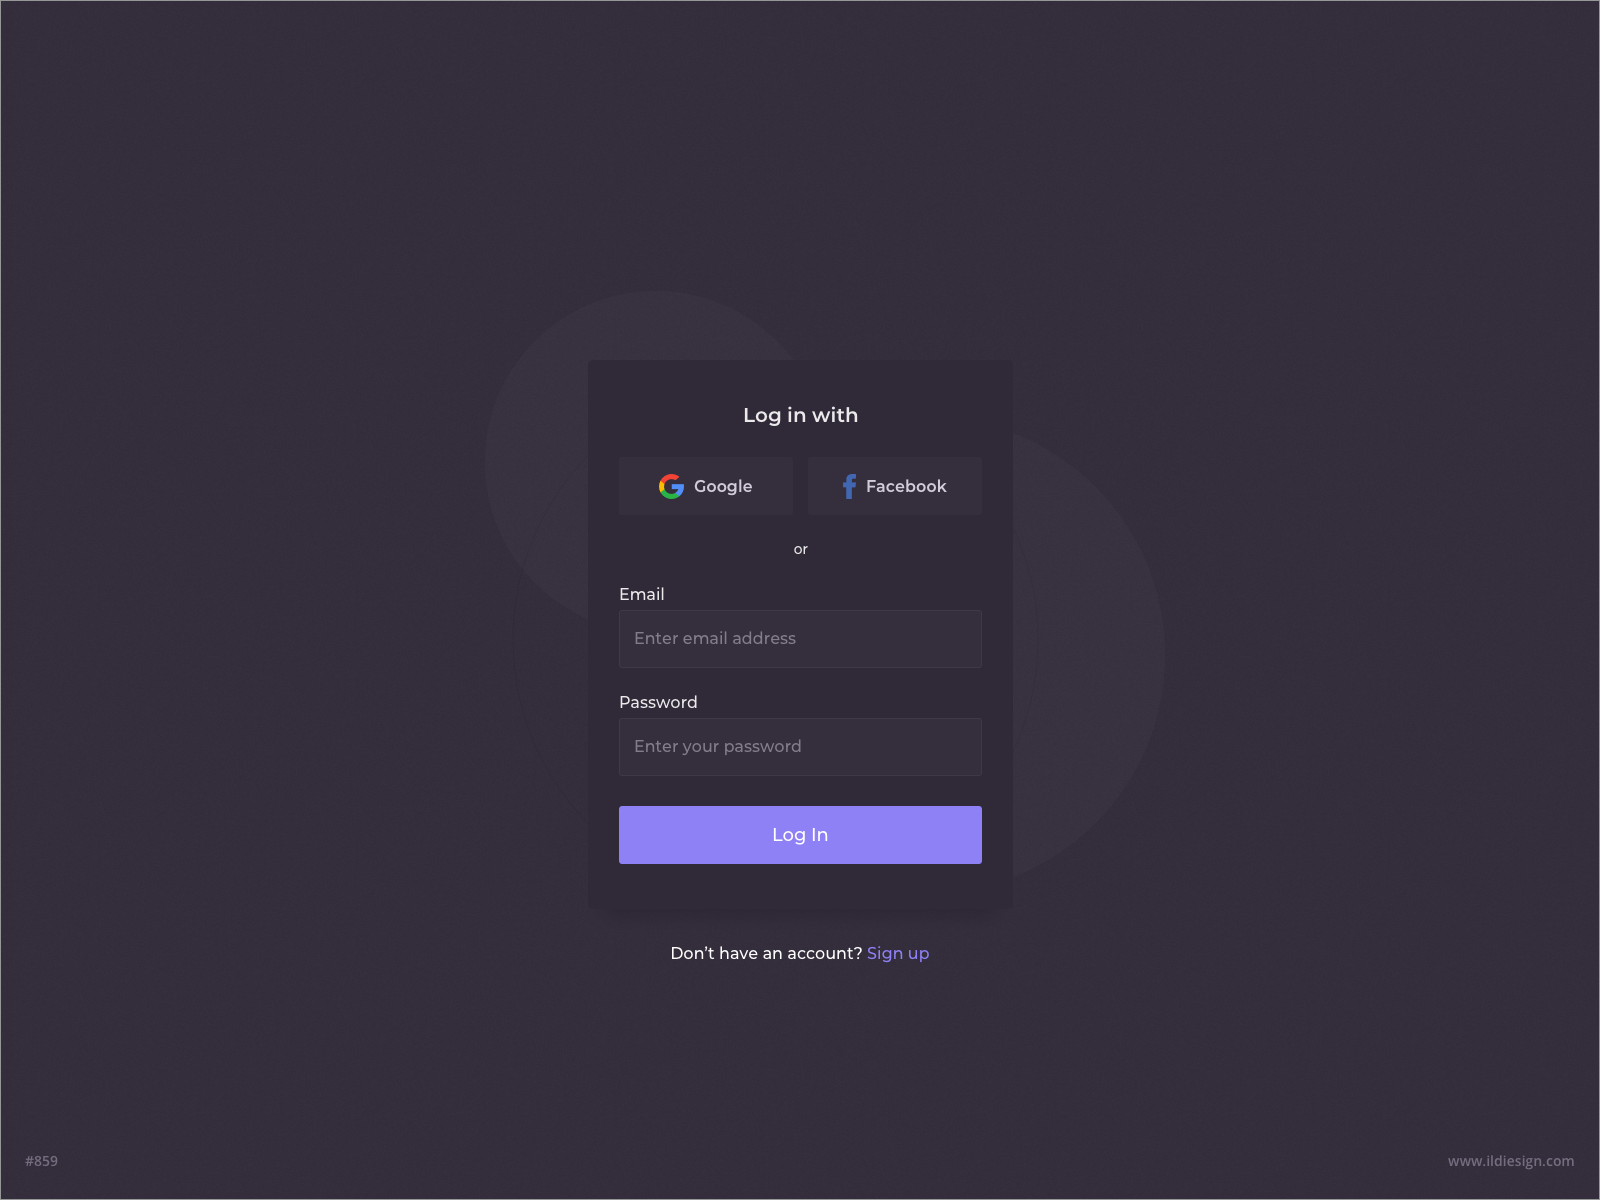 Log in with
Google Facebook
or
Email
Enter email address
Password
Enter your password
Log In
Don’t have an account? Sign up
#859
www.ildiesign.com